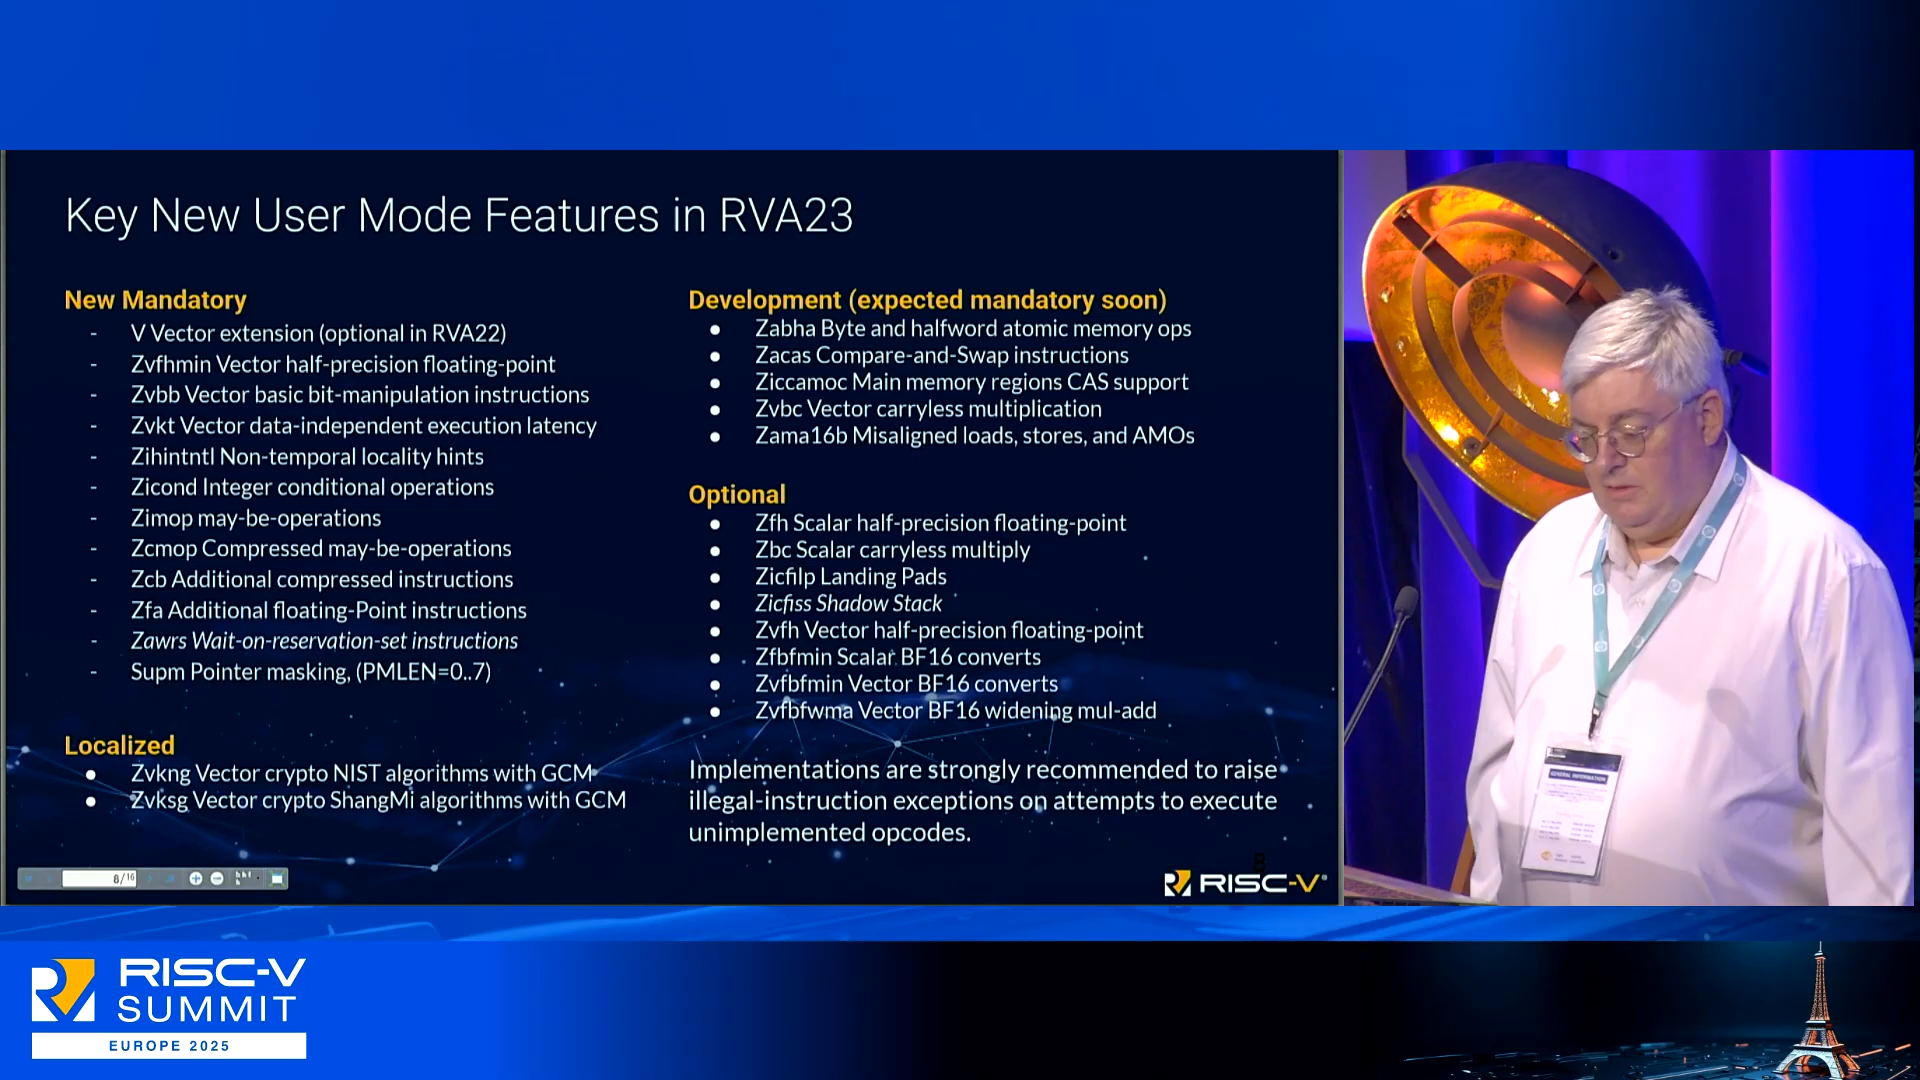 Key New User Mode Features in RVA23
New Mandatory
- V Vector extension (optional in RVA22)
- Zvfhmin Vector half-precision floating-point
- Zvbb Vector basic bit-manipulation instructions
- Zvkt Vector data-independent execution latency
- Zihintntl Non-temporal locality hints
- Zicond Integer conditional operations
- Zimop may-be-operations
- Zcmop Compressed may-be-operations
- Zcb Additional compressed instructions
- Zfa Additional floating-Point instructions
- Zawrs Wait-on-reservation-set instructions
- Supm Pointer masking, (PMLEN=0..7)
Localized
● Zvkng Vector crypto NIST algorithms with GCM
● Zvksg Vector crypto ShangMi algorithms with GCM
Development (expected mandatory soon)
● Zabha Byte and halfword atomic memory ops
● Zacas Compare-and-Swap instructions
● Ziccamoc Main memory regions CAS support
● Zvbc Vector carryless multiplication
● Zama16b Misaligned loads, stores, and AMOs
Optional
● Zfh Scalar half-precision floating-point
● Zbc Scalar carryless multiply
● Zicfilp Landing Pads
● Zicfiss Shadow Stack
● Zvfh Vector half-precision floating-point
● Zfbfmin Scalar BF16 converts
● Zvfbfmin Vector BF16 converts
● Zvfbfwma Vector BF16 widening mul-add
Implementations are strongly recommended to raise
illegal-instruction exceptions on attempts to execute
unimplemented opcodes.
8
8/16
RISC-V
GENERAL INFORMATION
RISC-V
SUMMIT
EUROPE 2025